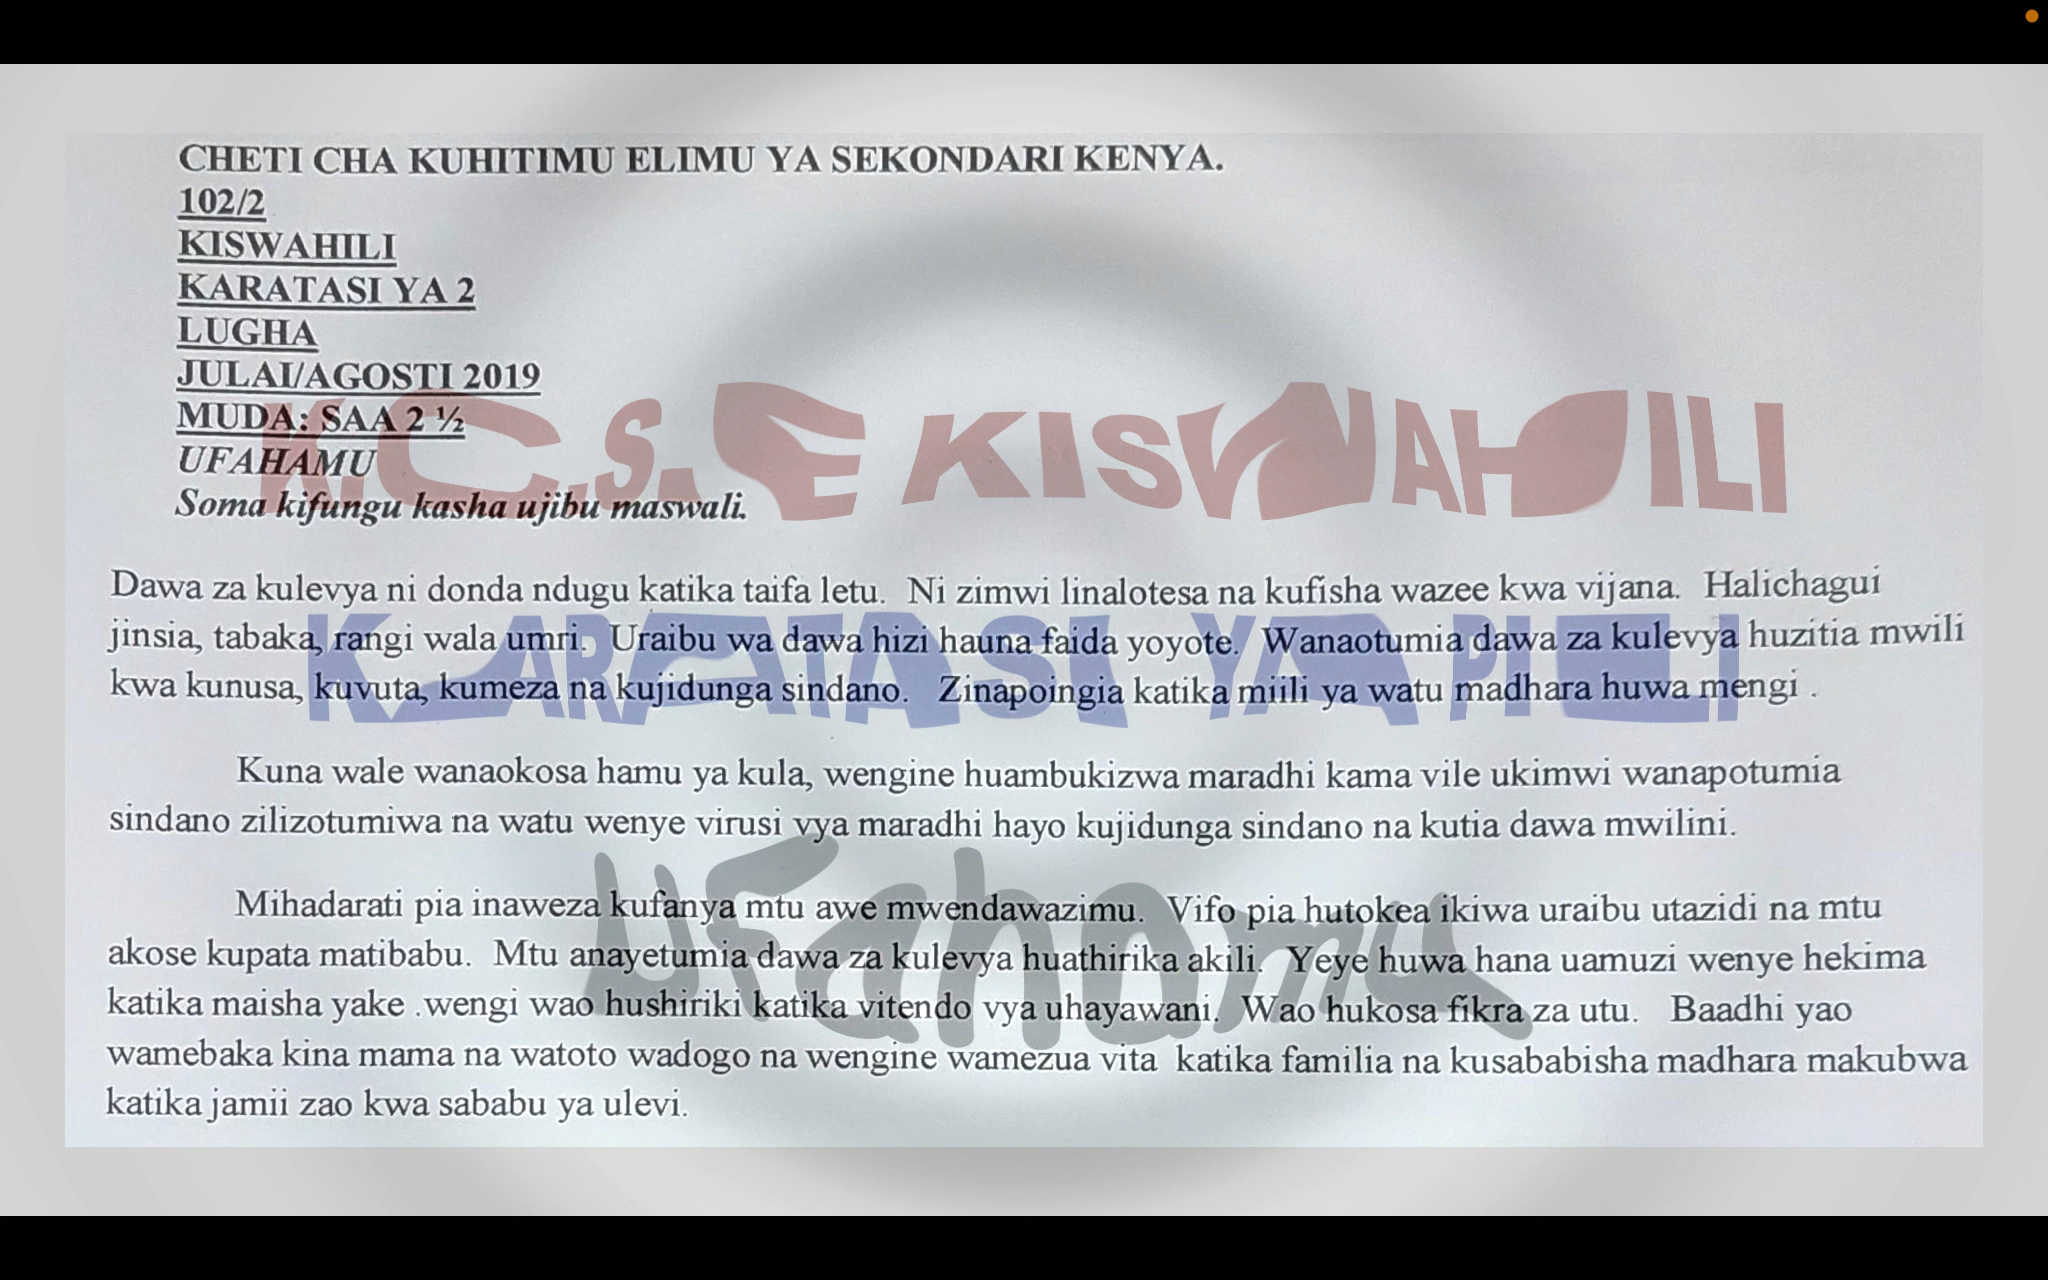 CHETI CHA KUHITIMU ELIMU YA SEKONDARI KENYA.
102/2
KISWAHILI
KARATASI YA 2
LUGHA
JULAI/AGOSTI 2019
MUDA: SAA 2 ½
UFAHAMU
Soma kifungu kasha ujibu maswali.
K.C.S.E KISWAHILI
Dawa za kulevya ni donda ndugu katika taifa letu. Ni zimwi linalotesa na kufisha wazee kwa vijana. Halichagui
jinsia, tabaka, rangi wala umri. Uraibu wa dawa hizi hauna faida yoyote. Wanaotumia dawa za kulevya huzitia mwili
kwa kunusa, kuvuta, kumeza na kujidunga sindano. Zinapoingia katika miili ya watu madhara huwa mengi .
KARATASI YA PILI
Kuna wale wanaokosa hamu ya kula, wengine huambukizwa maradhi kama vile ukimwi wanapotumia
sindano zilizotumiwa na watu wenye virusi vya maradhi hayo kujidunga sindano na kutia dawa mwilini.
Mihadarati pia inaweza kufanya mtu awe mwendawazimu. Vifo pia hutokea ikiwa uraibu utazidi na mtu
akose kupata matibabu. Mtu anayetumia dawa za kulevya huathirika akili. Yeye huwa hana uamuzi wenye hekima
katika maisha yake .wengi wao hushiriki katika vitendo vya uhayawani. Wao hukosa fikra za utu. Baadhi yao
wamebaka kina mama na watoto wadogo na wengine wamezua vita katika familia na kusababisha madhara makubwa
katika jamii zao kwa sababu ya ulevi.
UFahamu